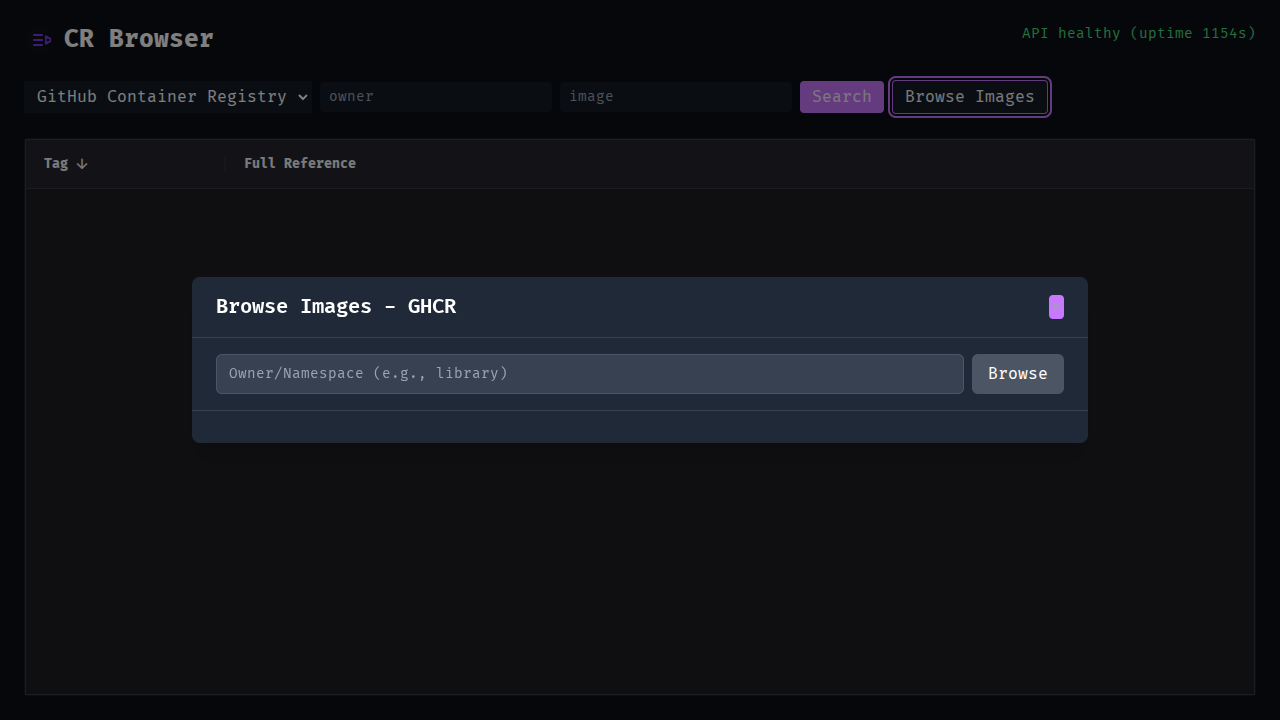 CR Browser
API healthy (uptime 1154s)
GitHub Container Registry
owner
image
Search
Browse Images
Tag ↓
Full Reference
Browse Images - GHCR
Owner/Namespace (e.g., library)
Browse